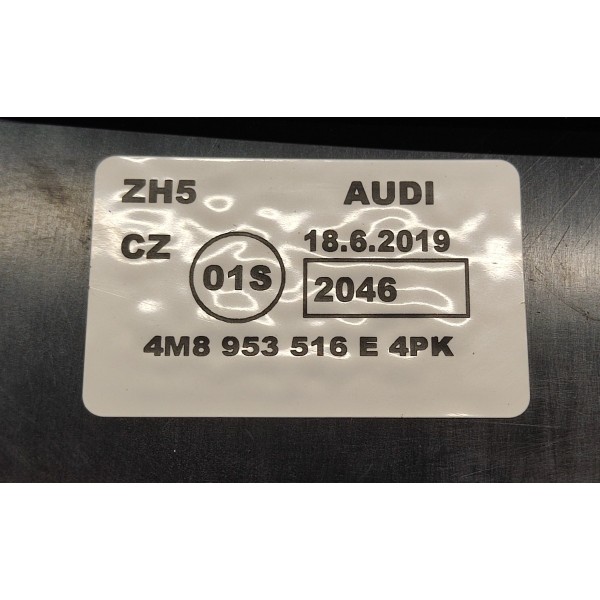 ZH5 AUDI
CZ 01S 18.6.2019
2046
4M8 953 516 E 4PK